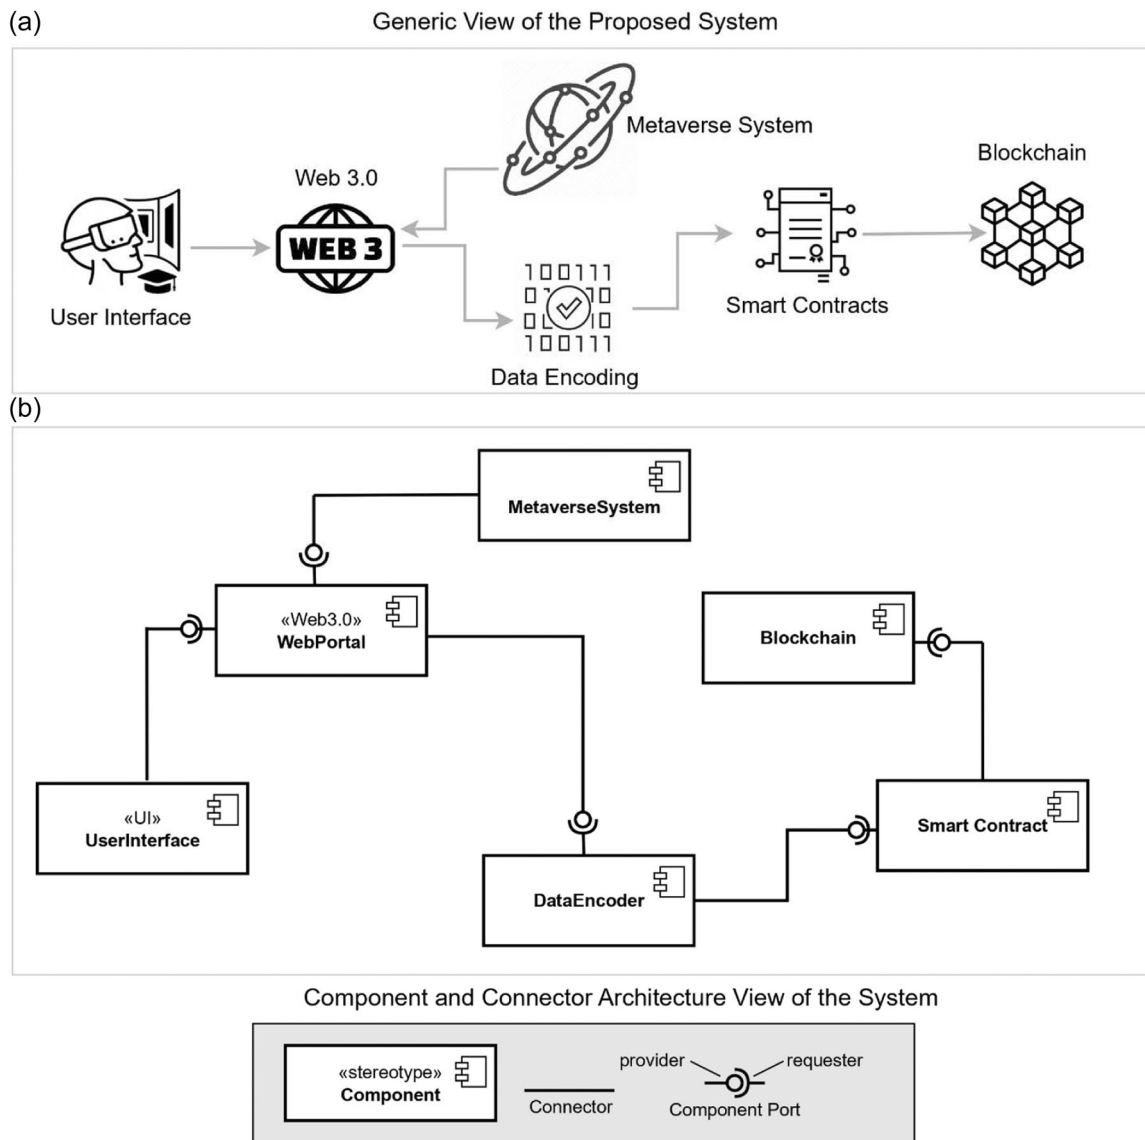 (a)
Generic View of the Proposed System
Metaverse System
Blockchain
Web 3.0
WEB 3
User Interface
Smart Contracts
Data Encoding
(b)
MetaverseSystem
«Web3.0»
WebPortal
Blockchain
«UI»
UserInterface
Smart Contract
DataEncoder
Component and Connector Architecture View of the System
«stereotype»
Component
Connector
provider
requester
Component Port